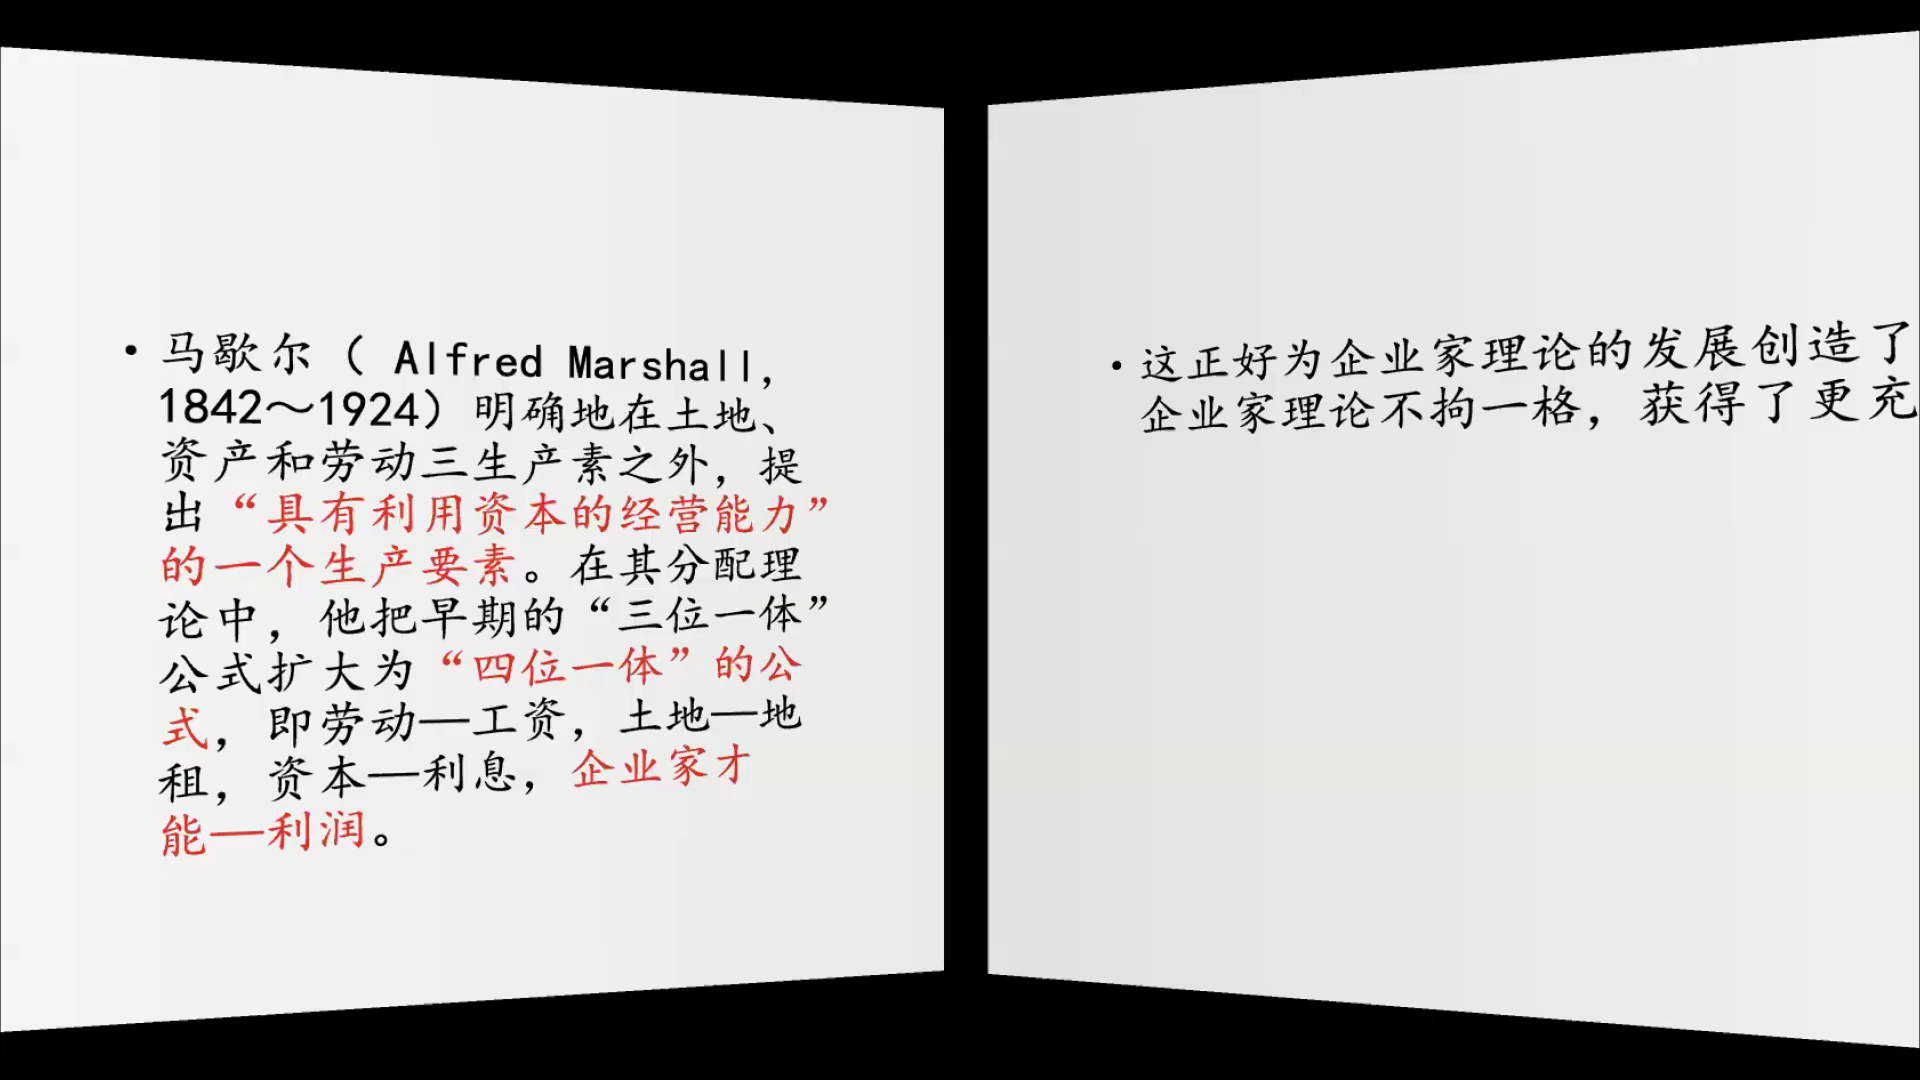 • 马歇尔（ Alfred Marshall,
1842～1924）明确地在土地、
资产和劳动三生产素之外，提
出“具有利用资本的经营能力”
的一个生产要素。在其分配理
论中，他把早期的“三位一体”
公式扩大为“四位一体”的公
式，即劳动—工资，土地—地
租，资本—利息，企业家才
能—利润。
• 这正好为企业家理论的发展创造了
企业家理论不拘一格，获得了更充